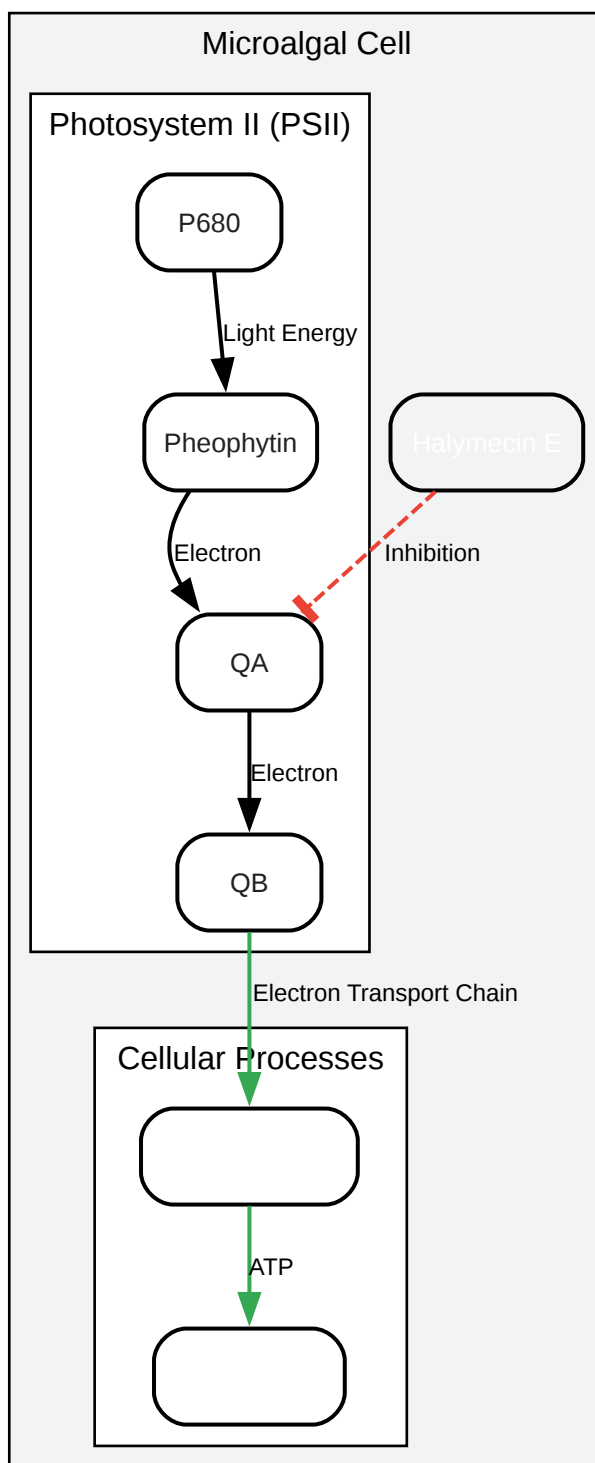 Microalgal Cell
Photosystem II (PSII)
P680
Light Energy
Pheophytin
Halymecin E
Electron
Inhibition
QA
Electron
QB
Electron Transport Chain
Cellular Processes
ATP